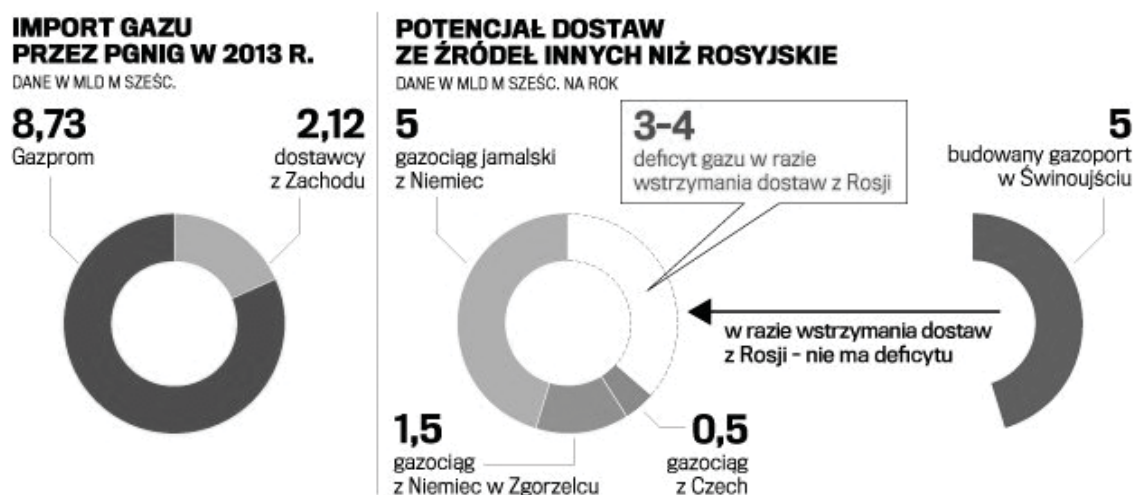 IMPORT GAZU
PRZEZ PGNIG W 2013 R.
DANE W MLD M SZEŚC.
8,73
Gazprom
2,12
dostawcy
z Zachodu
POTENCJAŁ DOSTAW
ZE ŹRÓDEŁ INNYCH NIŻ ROSYJSKIE
DANE W MLD M SZEŚC. NA ROK
5
gazociąg jamalski
z Niemiec
3-4
deficyt gazu w razie
wstrzymania dostaw z Rosji
5
budowany gazoport
w Świnoujściu
w razie wstrzymania dostaw
z Rosji - nie ma deficytu
1,5
gazociąg
z Niemiec w Zgorzelcu
0,5
gazociąg
z Czech